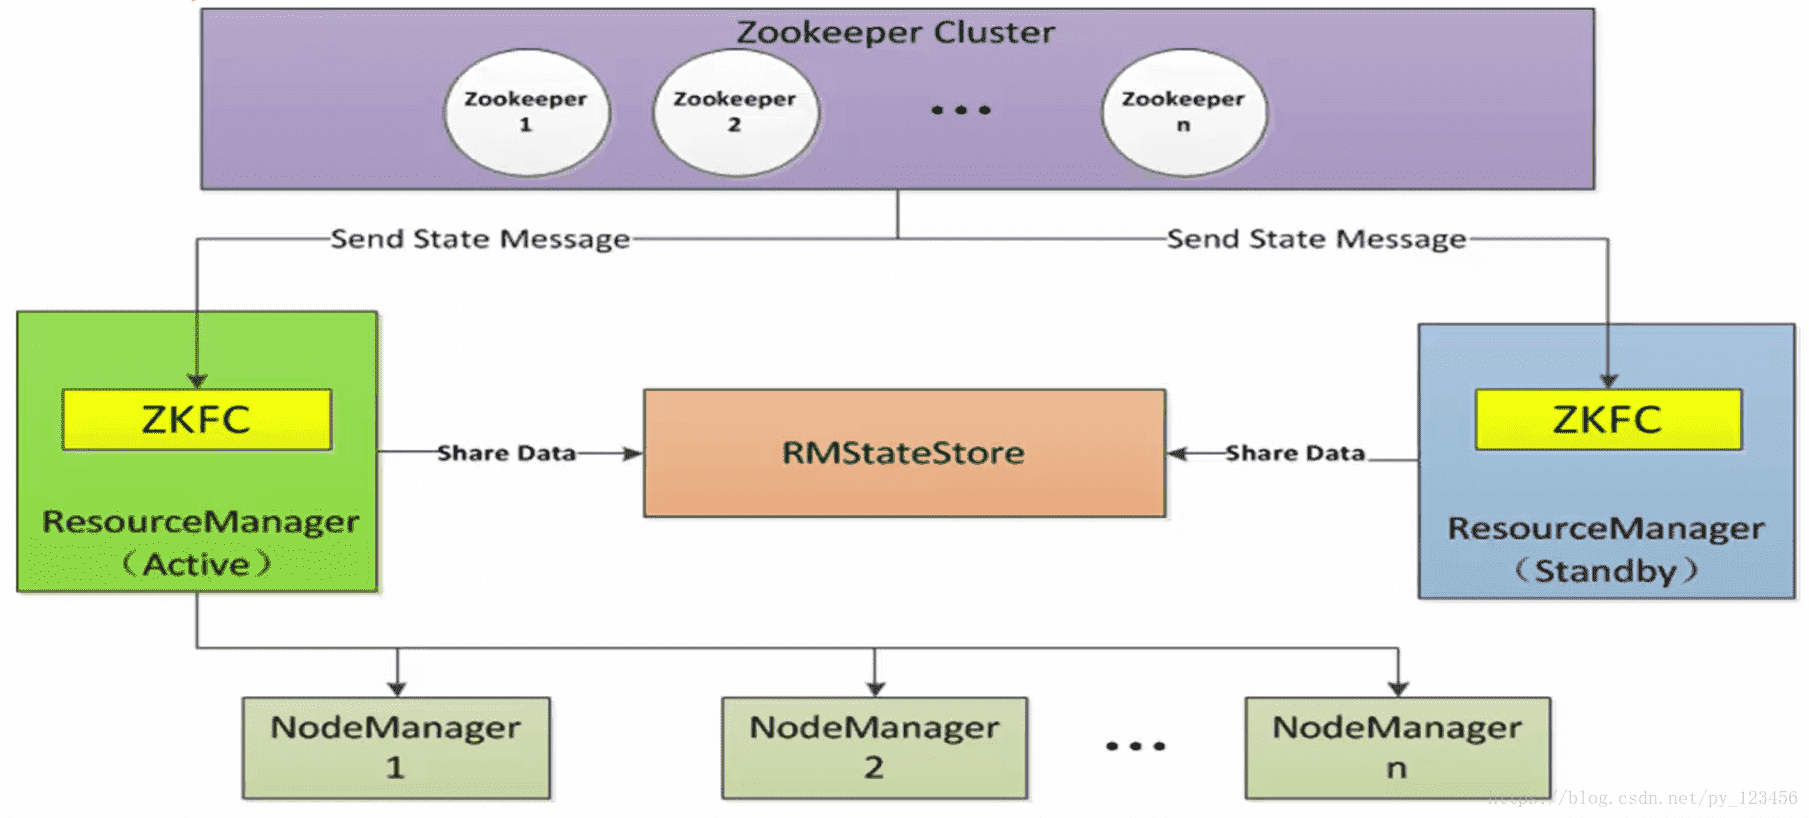 Zookeeper Cluster
Zookeeper
1
Zookeeper
2
•••
Zookeeper
n
Send State Message
Send State Message
ZKFC
ZKFC
Share Data
RMStateStore
Share Data
ResourceManager
（Active）
ResourceManager
（Standby）
NodeManager
1
NodeManager
2
•••
NodeManager
n
https://blog.csdn.net/py_123456